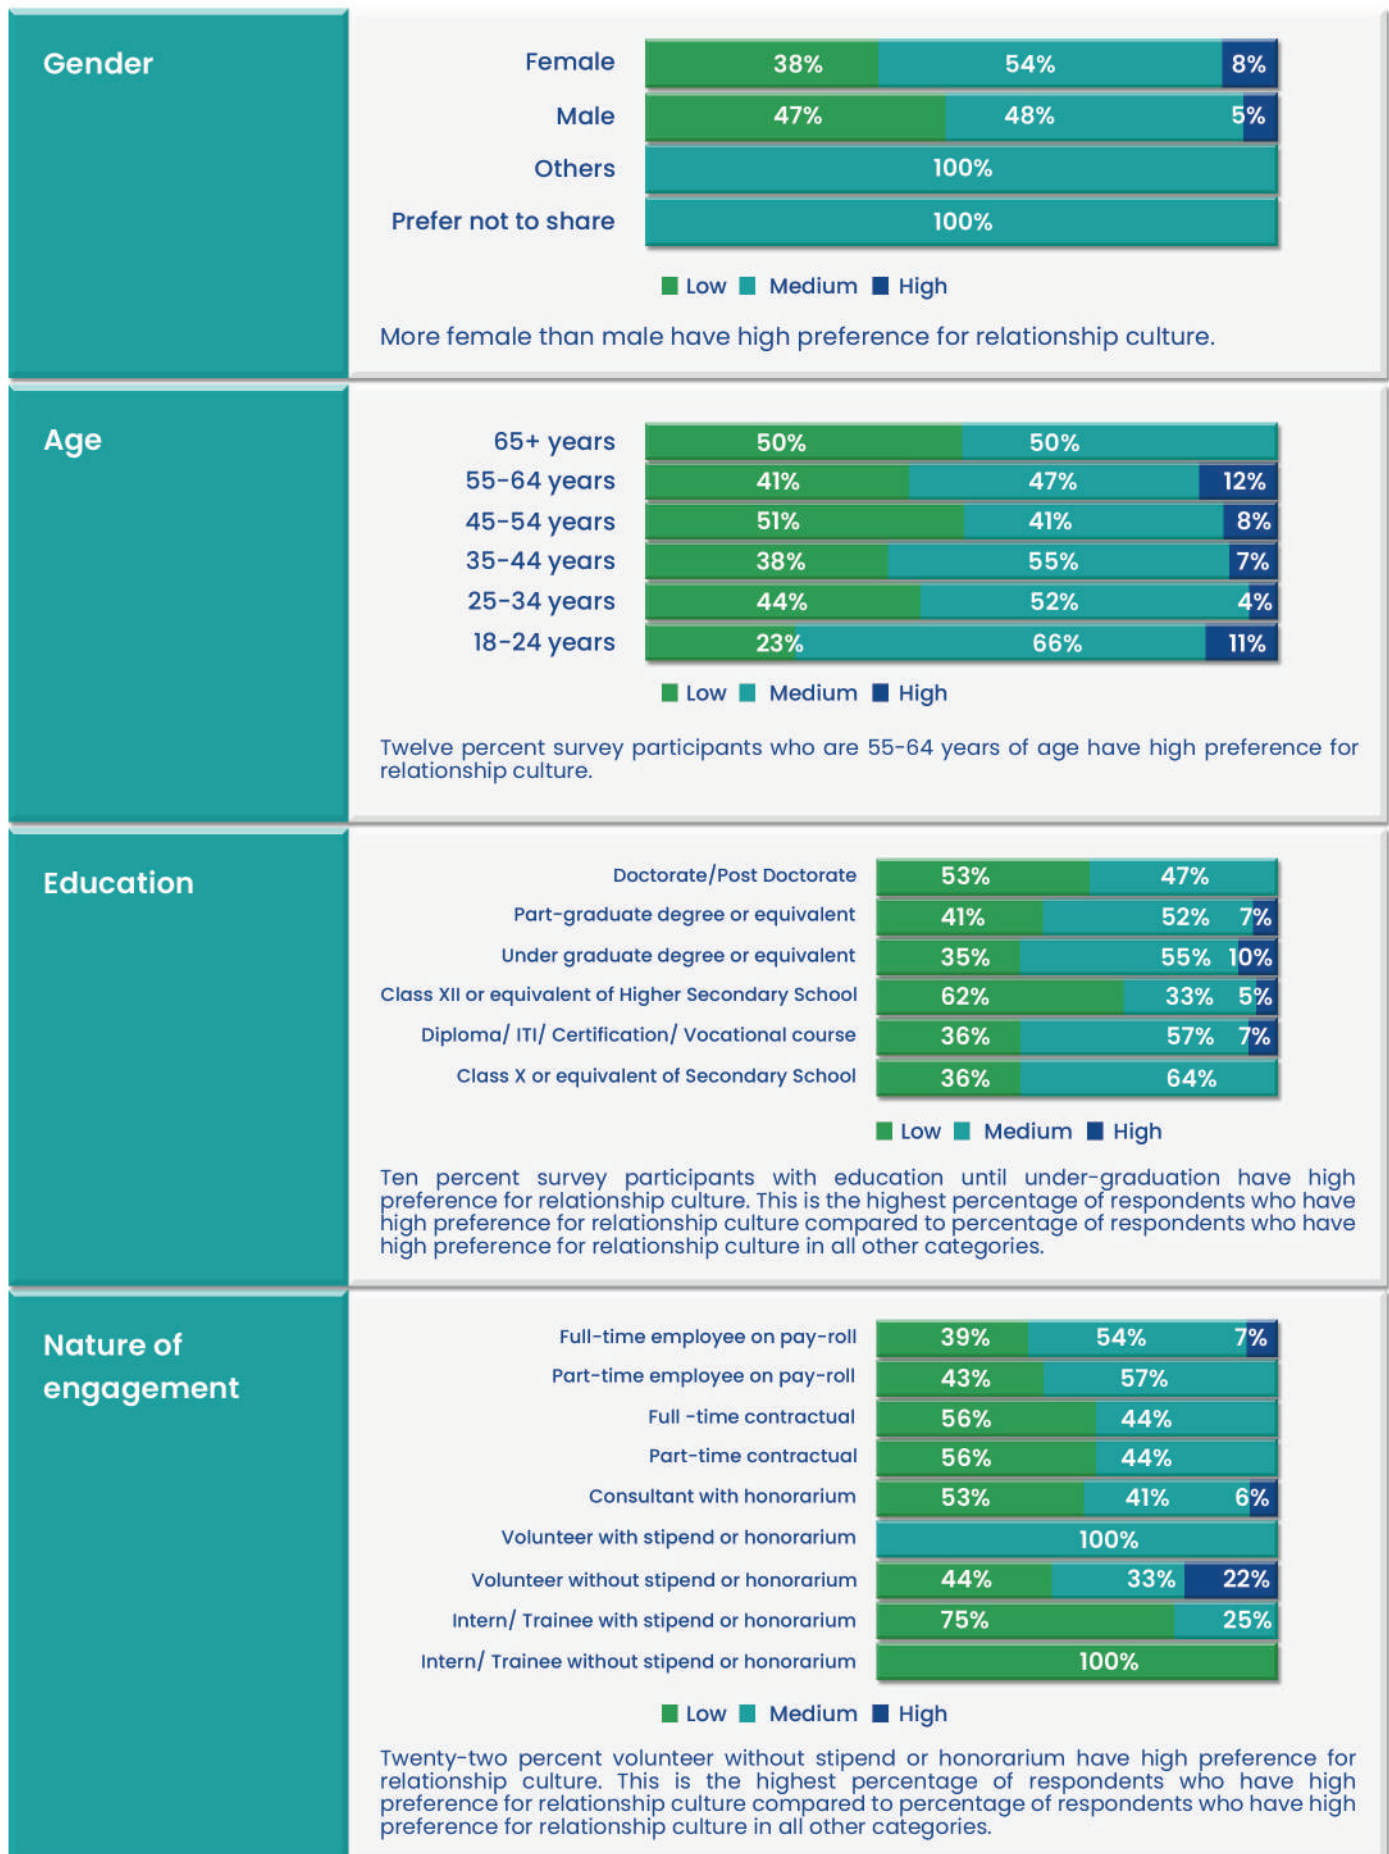 Gender
Female 38% 54% 8%
Male 47% 48% 5%
Others 100%
Prefer not to share 100%
Low Medium High
More female than male have high preference for relationship culture.
Age
65+ years 50% 50%
55-64 years 41% 47% 12%
45-54 years 51% 41% 8%
35-44 years 38% 55% 7%
25-34 years 44% 52% 4%
18-24 years 23% 66% 11%
Low Medium High
Twelve percent survey participants who are 55-64 years of age have high preference for
relationship culture.
Education
Doctorate/Post Doctorate 53% 47%
Part-graduate degree or equivalent 41% 52% 7%
Under graduate degree or equivalent 35% 55% 10%
Class XII or equivalent of Higher Secondary School 62% 33% 5%
Diploma/ ITI/ Certification/ Vocational course 36% 57% 7%
Class X or equivalent of Secondary School 36% 64%
Low Medium High
Ten percent survey participants with education until under-graduation have high
preference for relationship culture. This is the highest percentage of respondents who have
high preference for relationship culture compared to percentage of respondents who have
high preference for relationship culture in all other categories.
Nature of
engagement
Full-time employee on pay-roll 39% 54% 7%
Part-time employee on pay-roll 43% 57%
Full -time contractual 56% 44%
Part-time contractual 56% 44%
Consultant with honorarium 53% 41% 6%
Volunteer with stipend or honorarium 100%
Volunteer without stipend or honorarium 44% 33% 22%
Intern/ Trainee with stipend or honorarium 75% 25%
Intern/ Trainee without stipend or honorarium 100%
Low Medium High
Twenty-two percent volunteer without stipend or honorarium have high preference for
relationship culture. This is the highest percentage of respondents who have high
preference for relationship culture compared to percentage of respondents who have high
preference for relationship culture in all other categories.